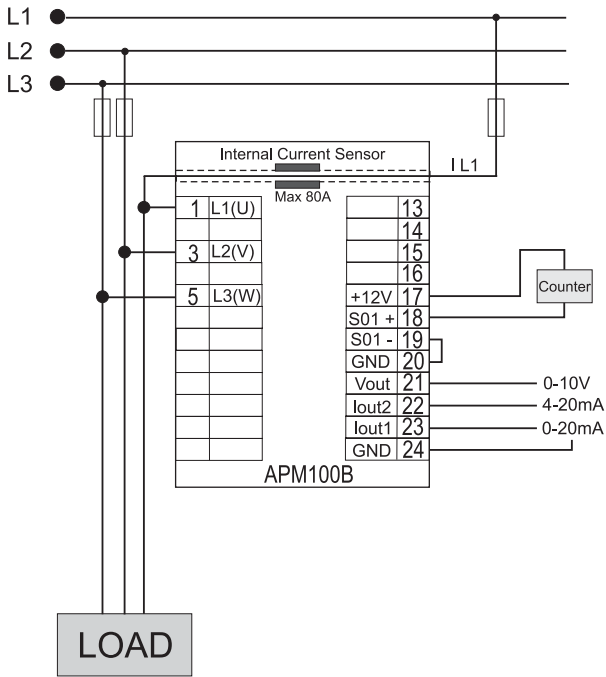 L1
L2
L3
Internal Current Sensor
I L1
Max 80A
1 L1(U)
13
14
3 L2(V)
15
16
Counter
5 L3(W)
+12V 17
S01 + 18
S01 - 19
GND 20
Vout 21
0-10V
Iout2 22
4-20mA
Iout1 23
0-20mA
GND 24
APM100B
LOAD